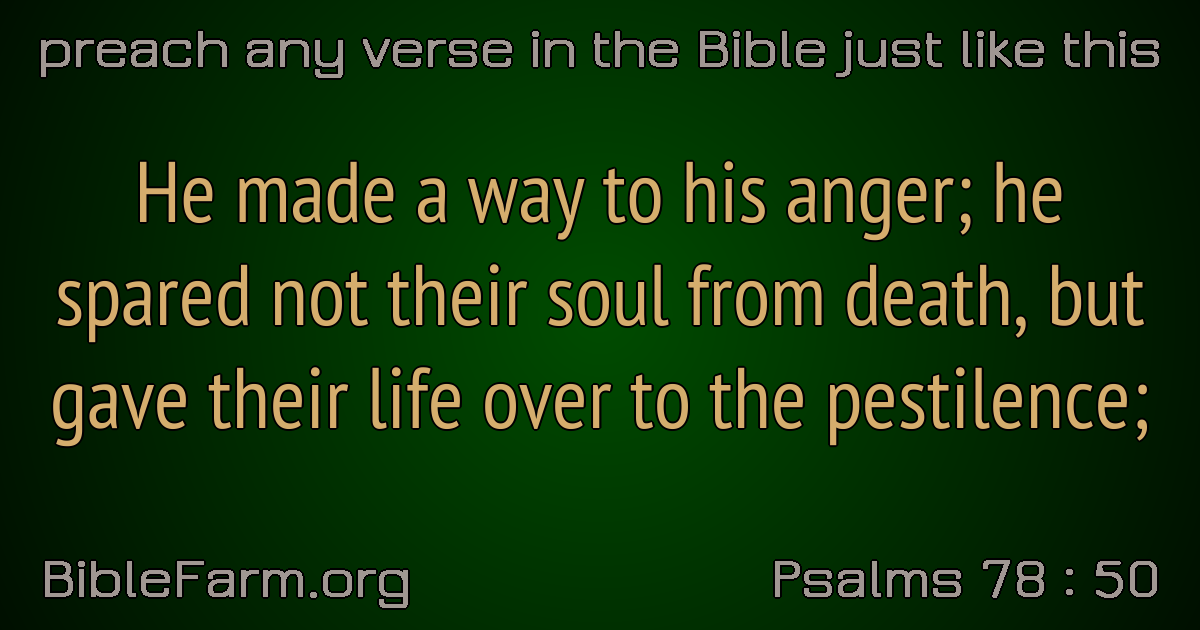 preach any verse in the Bible just like this
He made a way to his anger; he
spared not their soul from death, but
gave their life over to the pestilence;
BibleFarm.org
Psalms 78 : 50